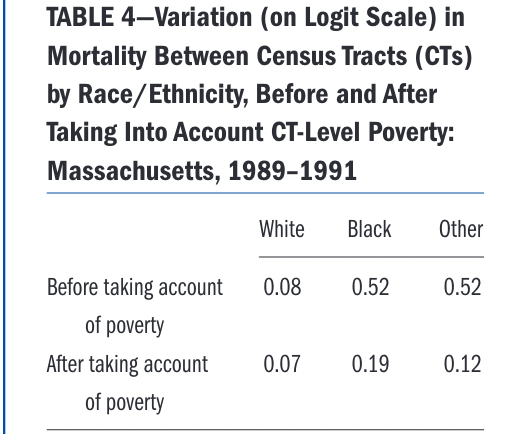 TABLE 4—Variation (on Logit Scale) in
Mortality Between Census Tracts (CTs)
by Race/Ethnicity, Before and After
Taking Into Account CT-Level Poverty:
Massachusetts, 1989–1991
White Black Other
Before taking account 0.08 0.52 0.52
of poverty
After taking account 0.07 0.19 0.12
of poverty